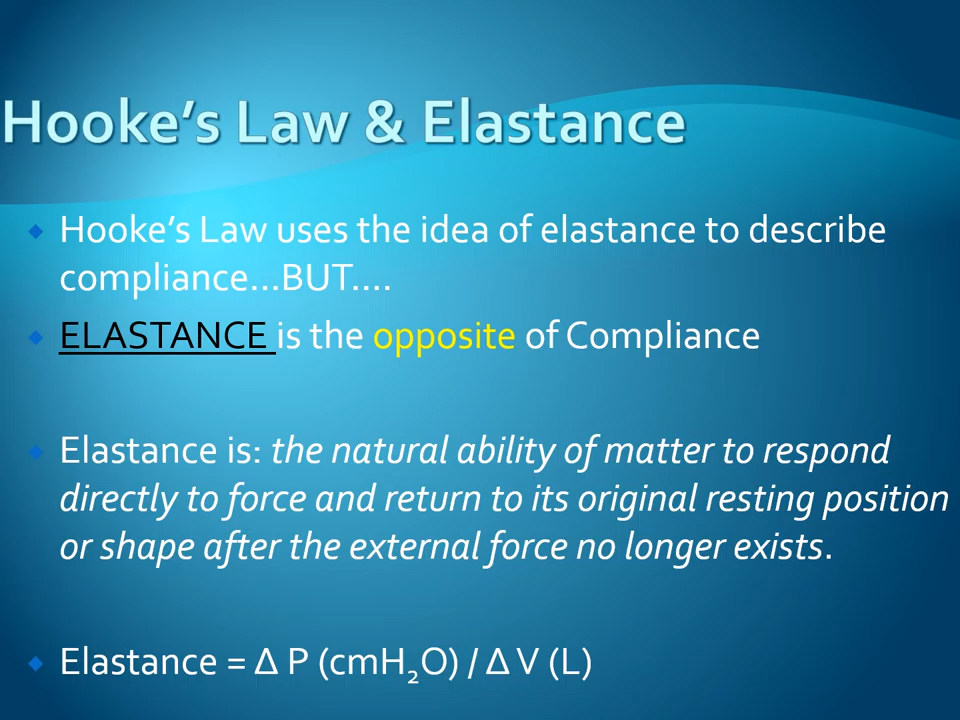 Hooke’s Law & Elastance
Hooke’s Law uses the idea of elastance to describe
compliance…BUT….
ELASTANCE is the opposite of Compliance
Elastance is: the natural ability of matter to respond
directly to force and return to its original resting position
or shape after the external force no longer exists.
Elastance = Δ P (cmH₂O) / Δ V (L)